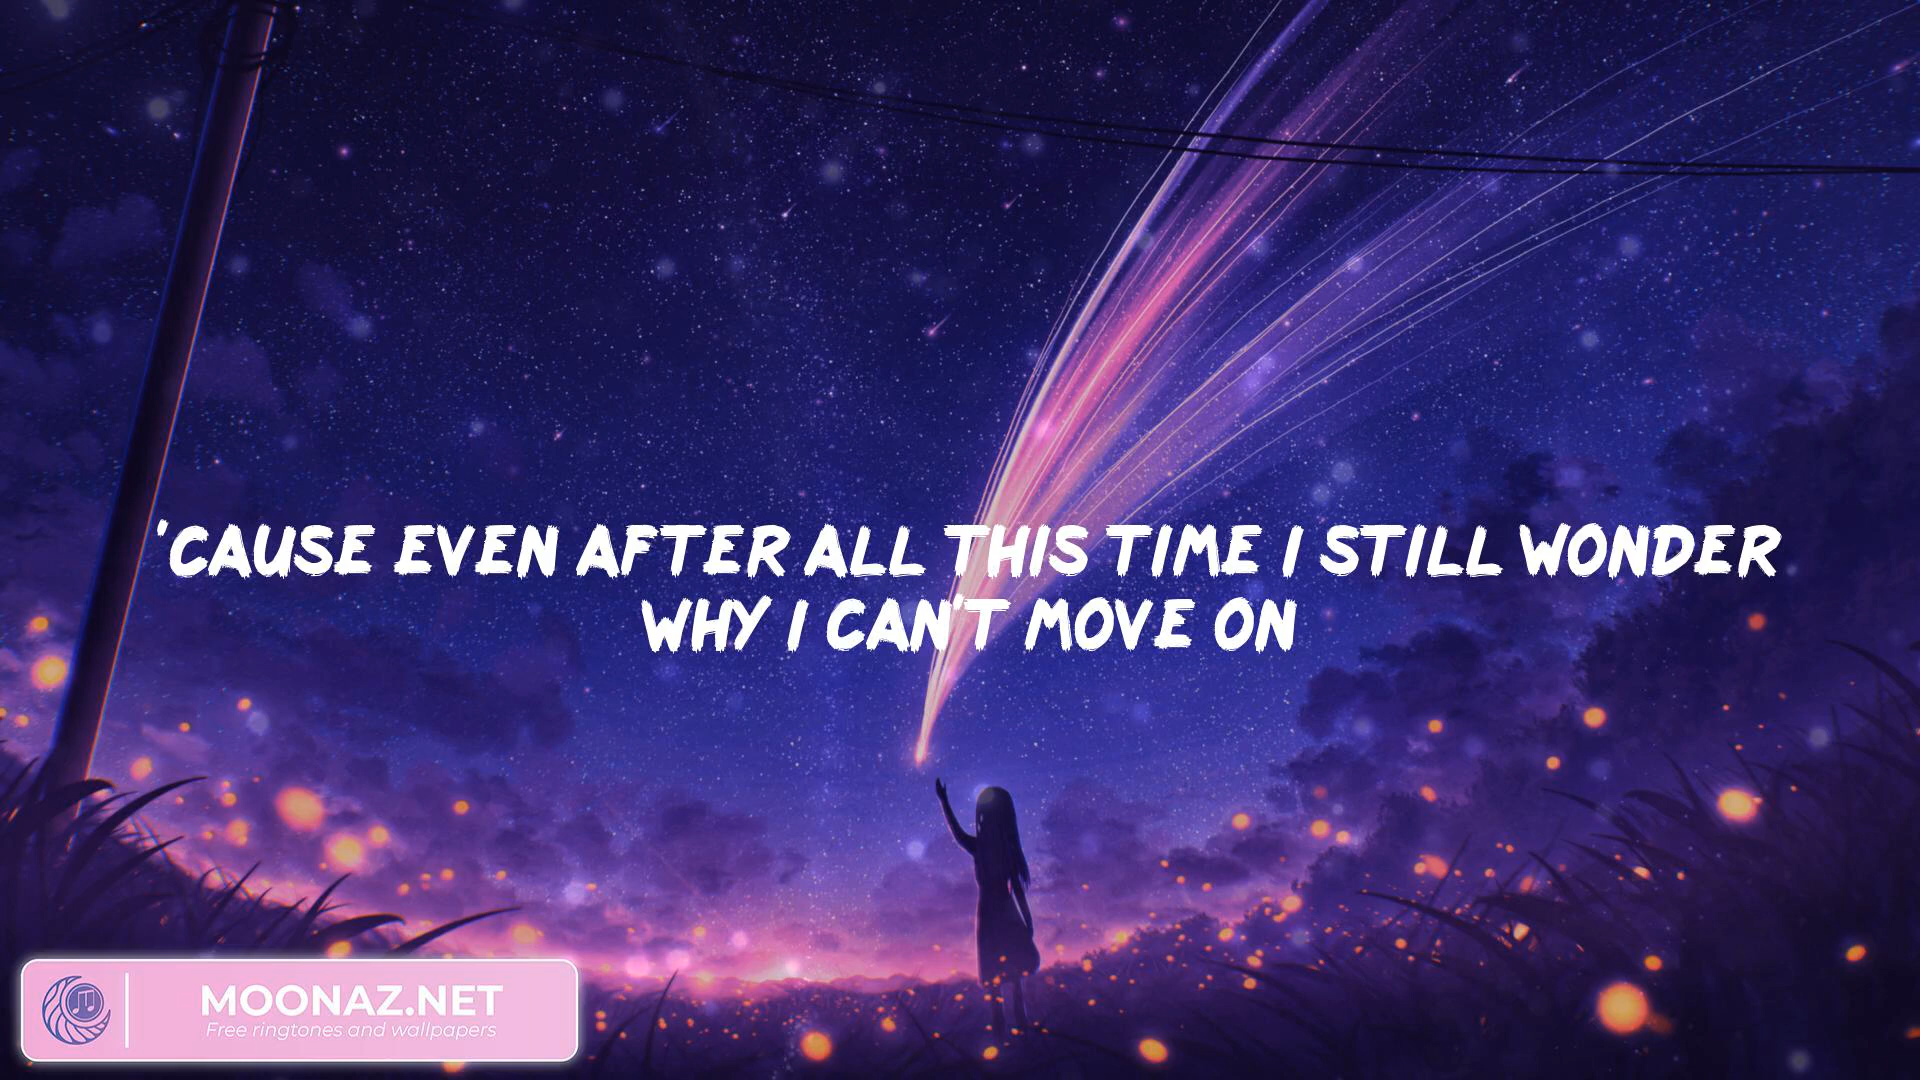 'CAUSE EVEN AFTER ALL THIS TIME I STILL WONDER
WHY I CAN'T MOVE ON
MOONAZ.NET
Free ringtones and wallpapers